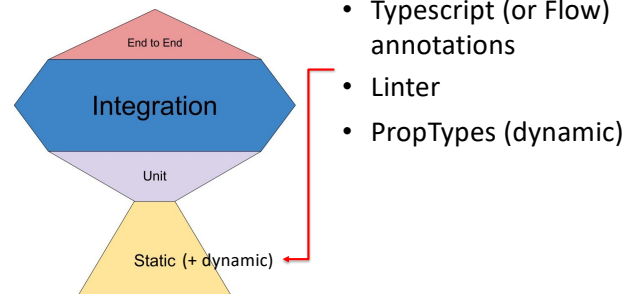 End to End
Integration
Unit
Static (+ dynamic)
• Typescript (or Flow)
annotations
• Linter
• PropTypes (dynamic)